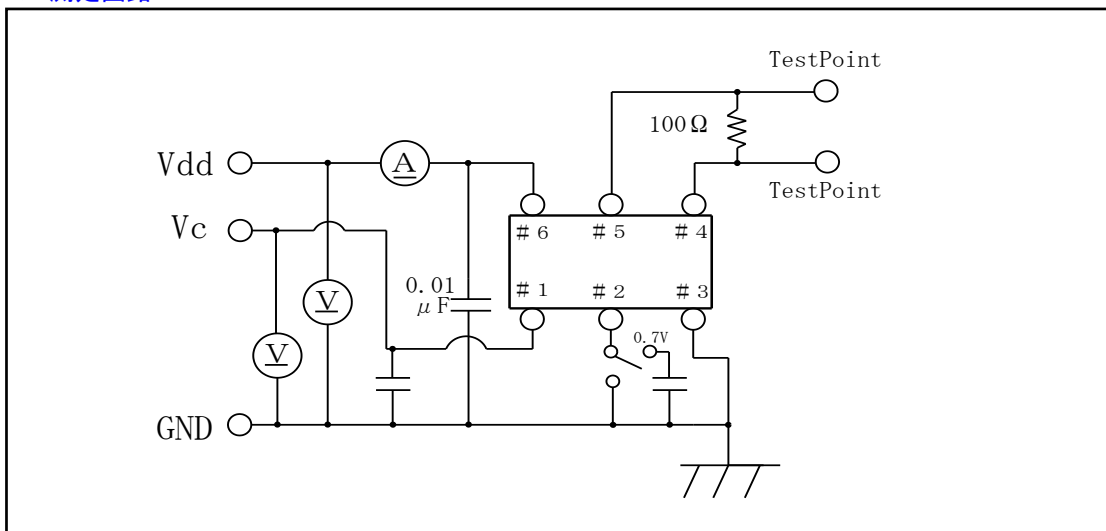 TestPoint
100Ω
Vdd
A
TestPoint
Vc
#6 #5 #4
0.01
μF
#1 #2 #3
V
0.7V
V
GND